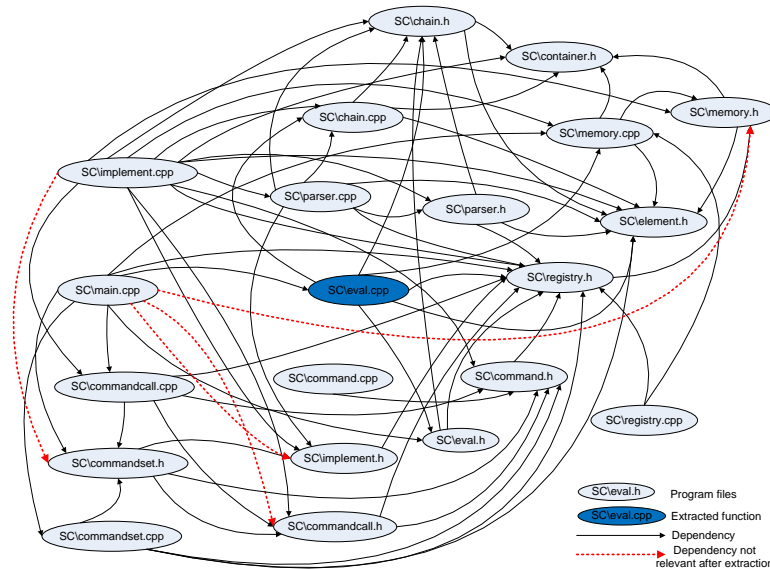 SC\chain.h
SC\container.h
SC\chain.cpp
SC\memory.h
SC\memory.cpp
SC\implement.cpp
SC\parser.cpp
SC\parser.h
SC\element.h
SC\main.cpp
SC\eval.cpp
SC\registry.h
SC\commandcall.cpp
SC\command.cpp
SC\command.h
SC\registry.cpp
SC\eval.h
SC\commandset.h
SC\implement.h
SC\commandset.cpp
SC\commandcall.h
SC\eval.h
Program files
SC\eval.cpp
Extracted function
Dependency
Dependency not
relevant after extraction